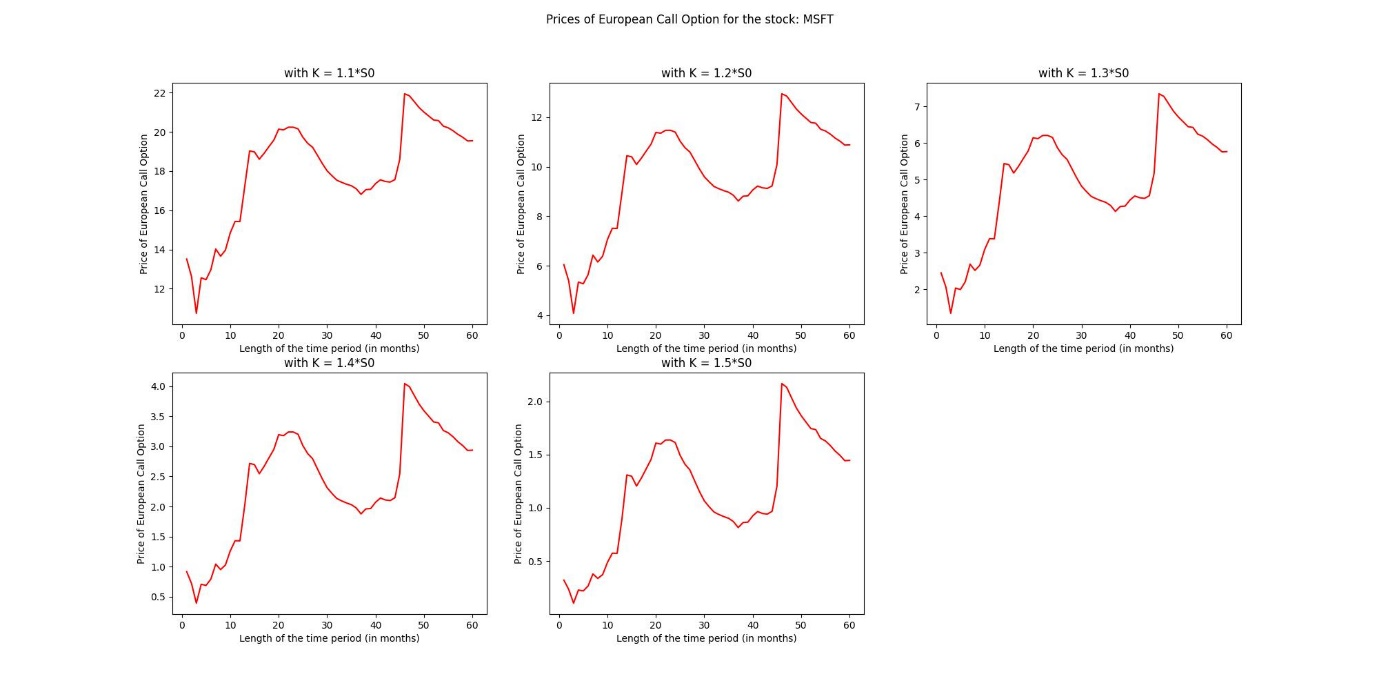 Prices of European Call Option for the stock: MSFT
with K = 1.1*S0
Price of European Call Option
22
20
18
16
14
12
0 10 20 30 40 50 60
Length of the time period (in months)
with K = 1.2*S0
Price of European Call Option
12
10
8
6
4
0 10 20 30 40 50 60
Length of the time period (in months)
with K = 1.3*S0
Price of European Call Option
7
6
5
4
3
2
0 10 20 30 40 50 60
Length of the time period (in months)
with K = 1.4*S0
Price of European Call Option
4.0
3.5
3.0
2.5
2.0
1.5
1.0
0.5
0 10 20 30 40 50 60
Length of the time period (in months)
with K = 1.5*S0
Price of European Call Option
2.0
1.5
1.0
0.5
0 10 20 30 40 50 60
Length of the time period (in months)